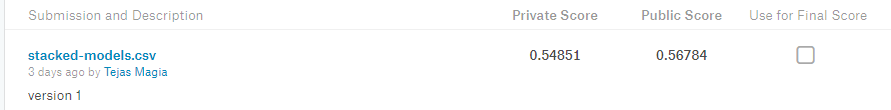 Submission and Description Private Score Public Score Use for Final Score
stacked-models.csv 0.54851 0.56784
3 days ago by Tejas Magia
version 1